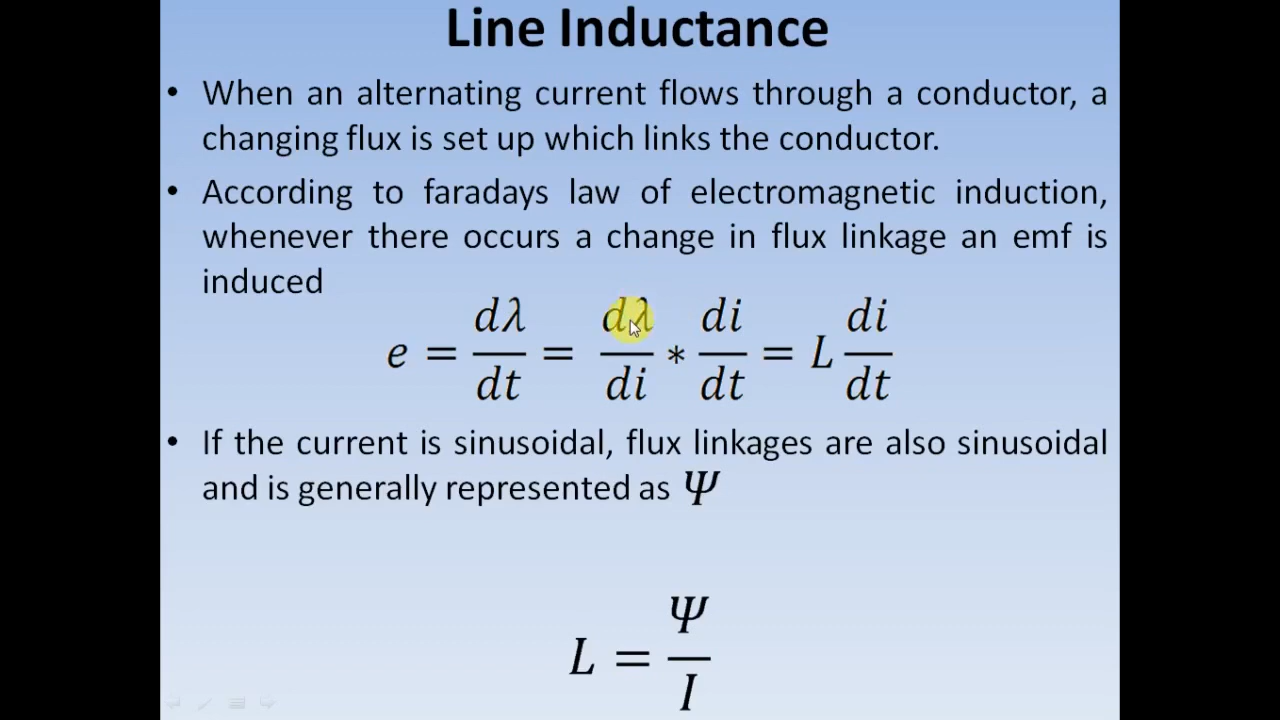 Line Inductance
• When an alternating current flows through a conductor, a
changing flux is set up which links the conductor.
• According to faradays law of electromagnetic induction,
whenever there occurs a change in flux linkage an emf is
induced
e = dλ/dt = dλ/di * di/dt = L di/dt
• If the current is sinusoidal, flux linkages are also sinusoidal
and is generally represented as Ψ
L = Ψ/I